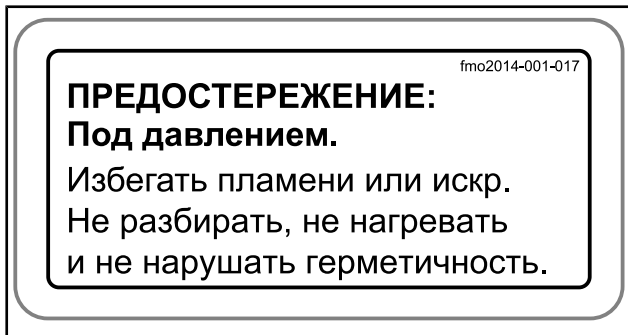 fmo2014-001-017
ПРЕДОСТЕРЕЖЕНИЕ:
Под давлением.
Избегать пламени или искр.
Не разбирать, не нагревать
и не нарушать герметичность.